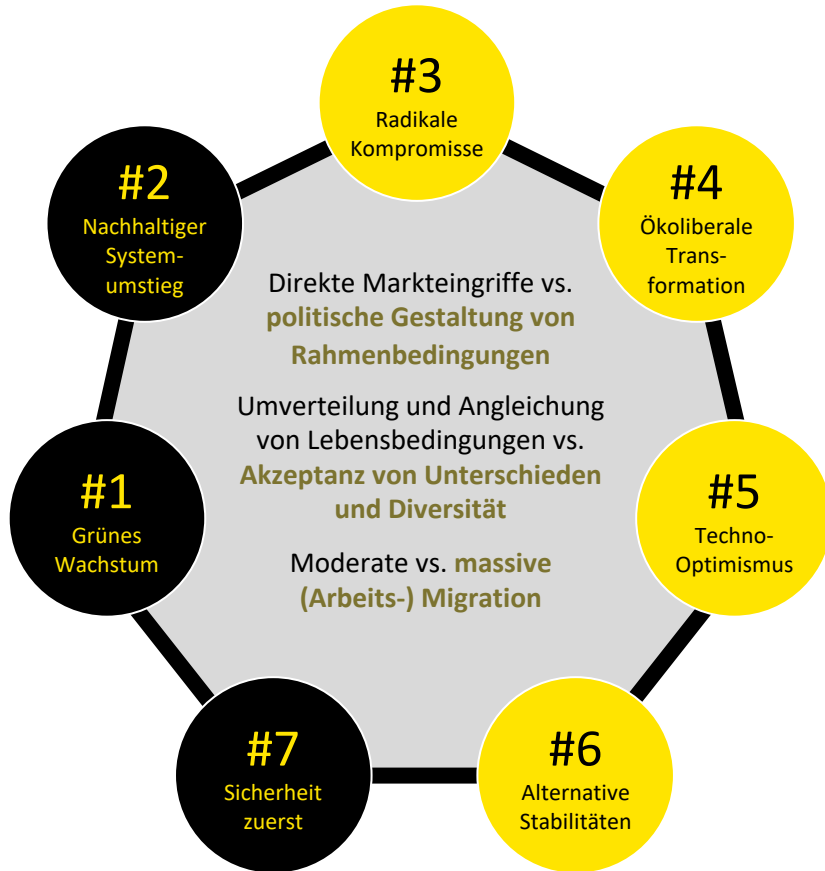 #3
Radikale
Kompromisse
#2
Nachhaltiger
System-
umstieg
#4
Ökoliberale
Trans-
formation
Direkte Markteingriffe vs.
politische Gestaltung von
Rahmenbedingungen
Umverteilung und Angleichung
von Lebensbedingungen vs.
Akzeptanz von Unterschieden
und Diversität
Moderate vs. massive
(Arbeits-) Migration
#1
Grünes
Wachstum
#5
Techno-
Optimismus
#7
Sicherheit
zuerst
#6
Alternative
Stabilitäten